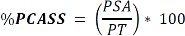 %PCASS = (PSA/PT) * 100